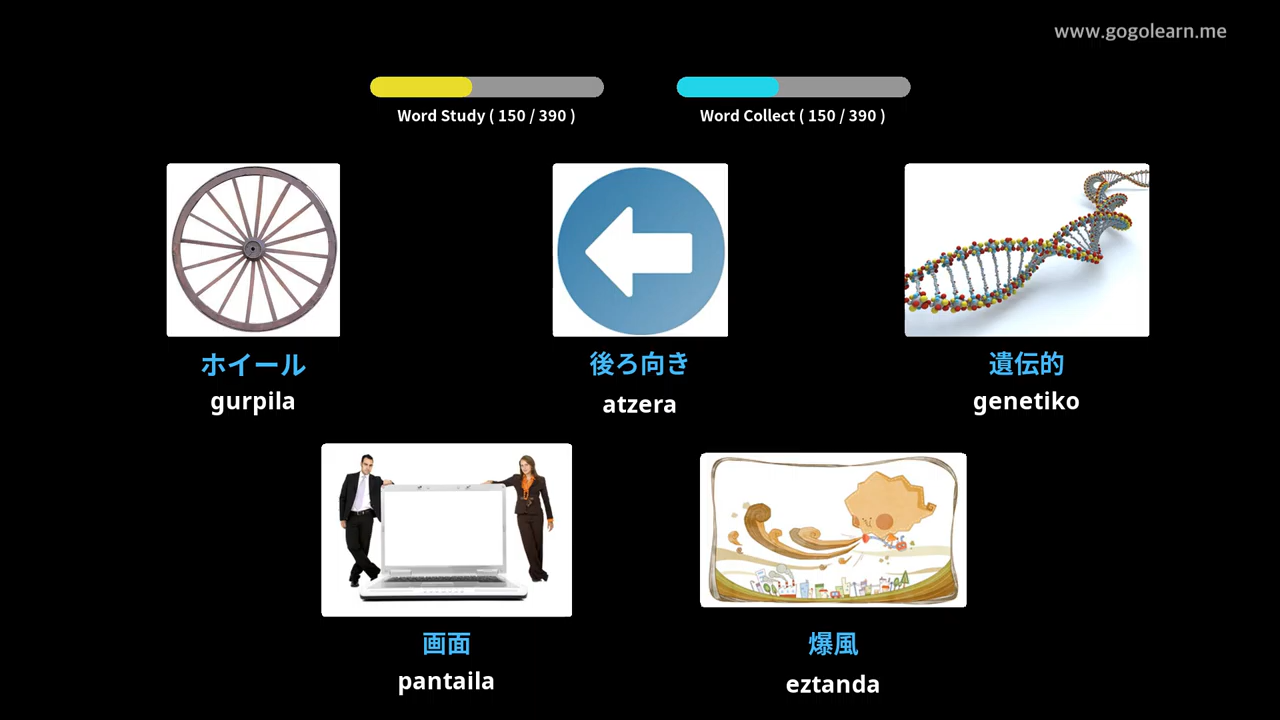 www.gogolearn.me
Word Study ( 150 / 390 )
Word Collect ( 150 / 390 )
ホイール
gurpila
後ろ向き
atzera
遺伝的
genetiko
画面
pantaila
爆風
eztanda